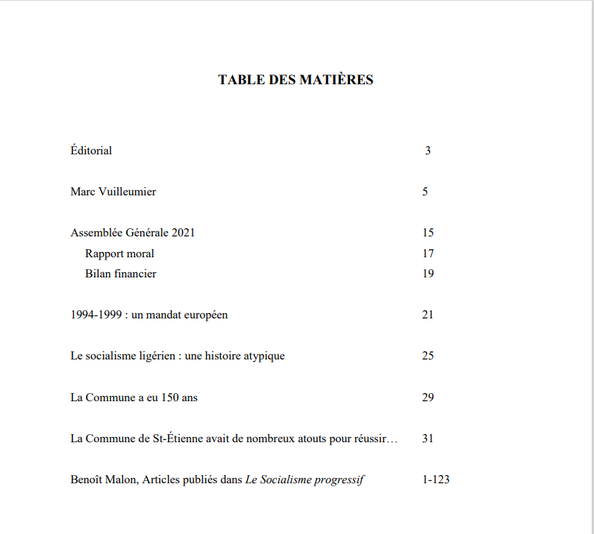 TABLE DES MATIÈRES
Éditorial 3
Marc Vuilleumier 5
Assemblée Générale 2021 15
Rapport moral 17
Bilan financier 19
1994-1999 : un mandat européen 21
Le socialisme ligérien : une histoire atypique 25
La Commune a eu 150 ans 29
La Commune de St-Étienne avait de nombreux atouts pour réussir… 31
Benoît Malon, Articles publiés dans Le Socialisme progressif 1-123